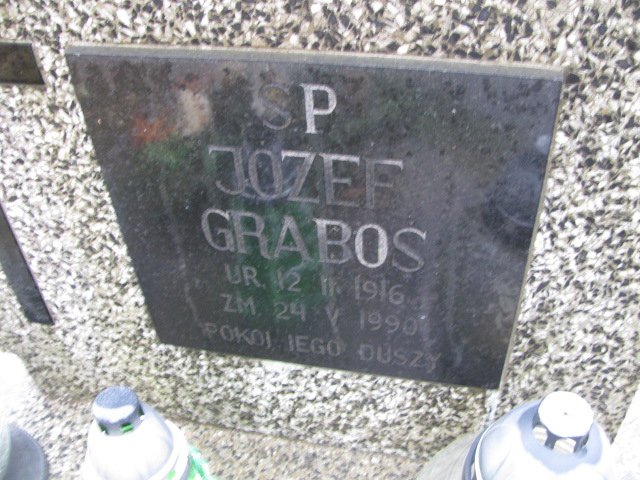 SP
JOZEF
GRABOS
UR. 12 II 1916
ZM. 24 V 1990
POKOJ JEGO DUSZY